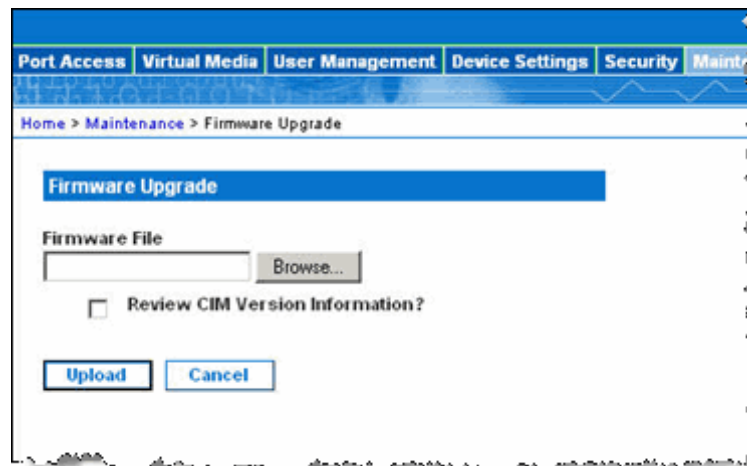 Port Access Virtual Media User Management Device Settings Security
Home > Maintenance > Firmware Upgrade
Firmware Upgrade
Firmware File
Browse...
Review CIM Version Information?
Upload Cancel